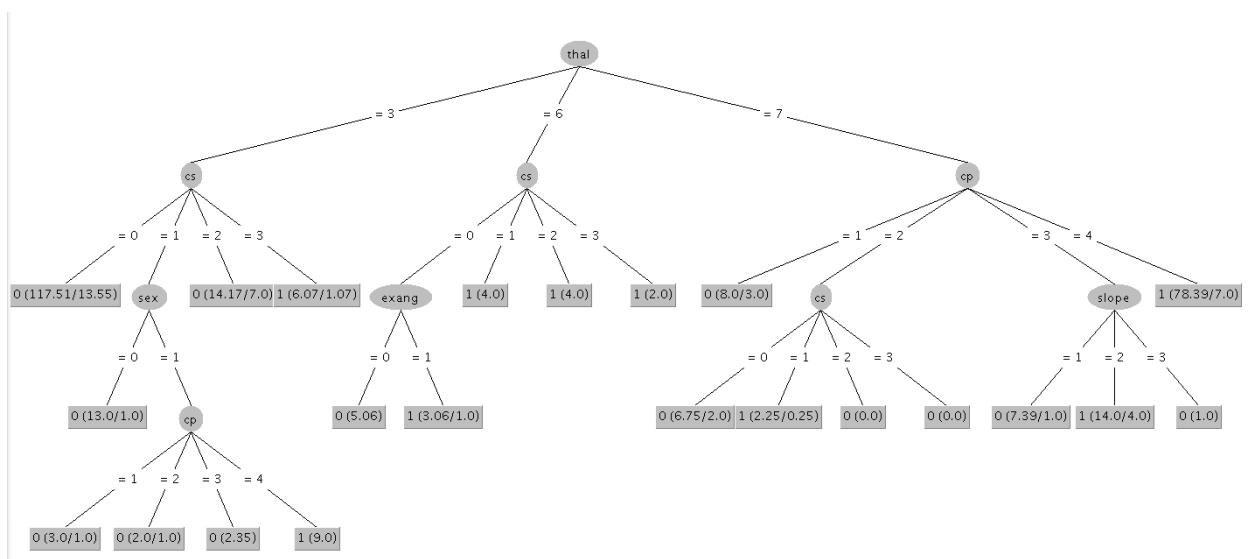 thal
= 3 = 6 = 7
cs cs cp
= 0 = 1 = 2 = 3 = 0 = 1 = 2 = 3 = 1 = 2 = 3 = 4
0 (117.51/13.55) sex 0 (14.17/7.0) 1 (6.07/1.07) exang 1 (4.0) 1 (4.0) 1 (2.0) 0 (8.0/3.0) cs slope 1 (78.39/7.0)
= 0 = 1 = 0 = 1 = 0 = 1 = 2 = 3 = 1 = 2 = 3
0 (13.0/1.0) cp 0 (5.06) 1 (3.06/1.0) 0 (6.75/2.0) 1 (2.25/0.25) 0 (0.0) 0 (0.0) 0 (7.39/1.0) 1 (14.0/4.0) 0 (1.0)
= 1 = 2 = 3 = 4
0 (3.0/1.0) 0 (2.0/1.0) 0 (2.35) 1 (9.0)